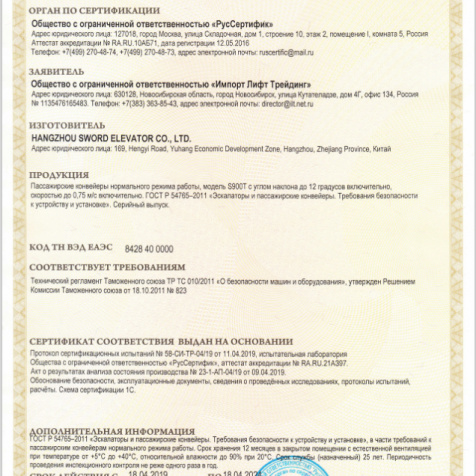 ОРГАН ПО СЕРТИФИКАЦИИ
Общество с ограниченной ответственностью «РусСертифик»
Адрес юридического лица: 127018, город Москва, улица Складочная, дом 1, строение 10, этаж 2, помещение I, комната 5, Россия
Аттестат аккредитации № RA.RU.10АБ71, дата регистрации 12.05.2016
Телефон: +7(499) 270-48-74, +7(499) 270-48-73, адрес электронной почты: ruscertific@mail.ru
ЗАЯВИТЕЛЬ
Общество с ограниченной ответственностью «Импорт Лифт Трейдинг»
Адрес юридического лица: 630128, Новосибирская область, город Новосибирск, улица Кутателадзе, дом 4Г, офис 134, Россия
№ 1135476165483. Телефон: +7(383) 363-85-43, адрес электронной почты: director@ilt.net.ru
ИЗГОТОВИТЕЛЬ
HANGZHOU SWORD ELEVATOR CO., LTD.
Адрес юридического лица: 169, Hengyi Road, Yuhang Economic Development Zone, Hangzhou, Zhejiang Province, Китай
ПРОДУКЦИЯ
Пассажирские конвейеры нормального режима работы, модель S900T с углом наклона до 12 градусов включительно,
скоростью до 0,75 м/с включительно. ГОСТ Р 54765–2011 «Эскалаторы и пассажирские конвейеры. Требования безопасности
к устройству и установке». Серийный выпуск.
КОД ТН ВЭД ЕАЭС 8428 40 0000
СООТВЕТСТВУЕТ ТРЕБОВАНИЯМ
Технический регламент Таможенного союза ТР ТС 010/2011 «О безопасности машин и оборудования», утвержден Решением
Комиссии Таможенного союза от 18.10.2011 № 823
СЕРТИФИКАТ СООТВЕТСТВИЯ ВЫДАН НА ОСНОВАНИИ
Протокол сертификационных испытаний № 58-СИ-ТР-04/19 от 11.04.2019, испытательная лаборатория
Общества с ограниченной ответственностью «РусСертифик», аттестат аккредитации № RA.RU.21АЗ97.
Акт о результатах анализа состояния производства № 23-1-АП-04/19 от 09.04.2019.
Обоснование безопасности, эксплуатационные документы, сведения о проведённых исследованиях, протоколы испытаний,
расчёты. Схема сертификации 1С.
ДОПОЛНИТЕЛЬНАЯ ИНФОРМАЦИЯ
ГОСТ Р 54765–2011 «Эскалаторы и пассажирские конвейеры. Требования безопасности к устройству и установке», в части требований к
пассажирским конвейерам нормального режима работы. Срок хранения 12 месяцев в закрытом помещении с естественной вентиляцией
при температуре от +5°С до +40°С, относительной влажности до 90% при 20°С. Срок службы (назначенный) 25 лет. Периодичность
проведения инспекционного контроля не реже одного раза в год.
СРОК ДЕЙСТВИЯ С 18.04.2019 ПО 18.04.2024